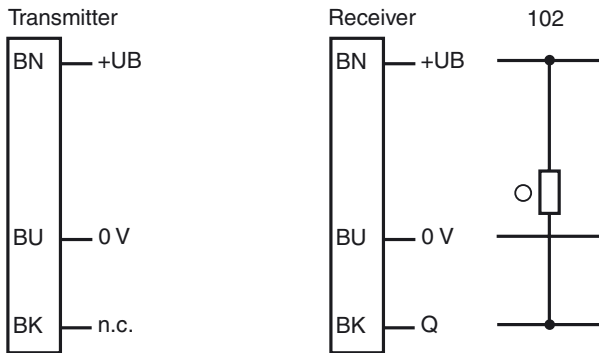 Transmitter
BN +UB
BU 0 V
BK n.c.
Receiver
BN +UB
BU 0 V
BK Q
102